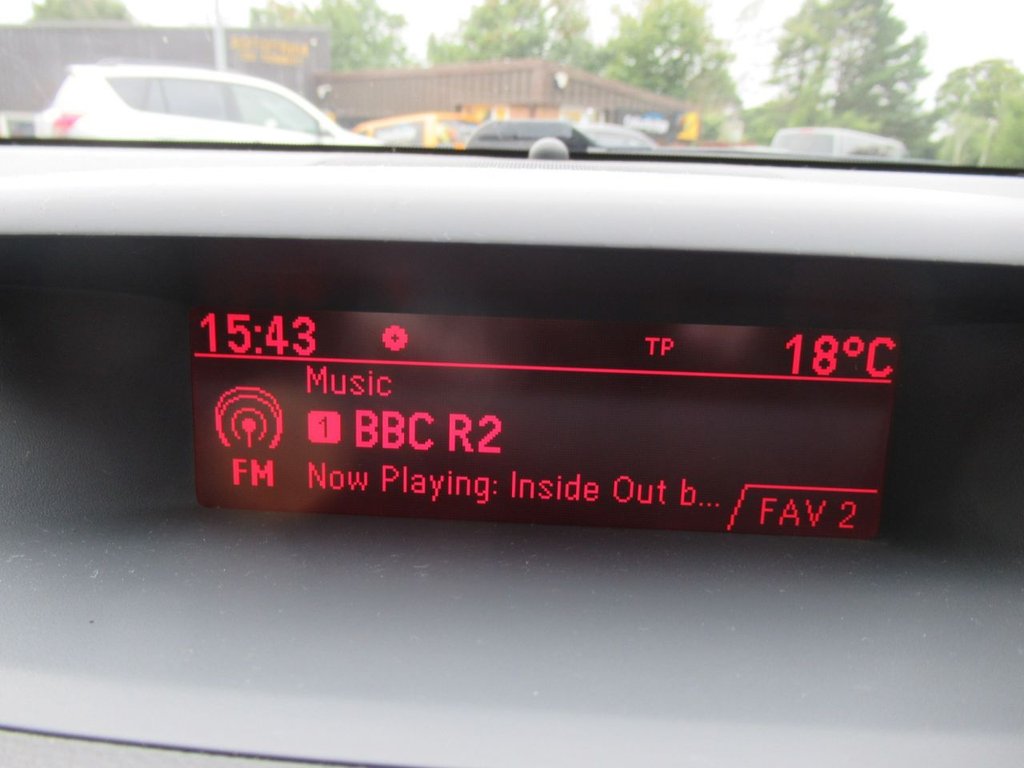 15:43 TP 18°C
Music
1 BBC R2
FM
Now Playing: Inside Out b...
FAV 2